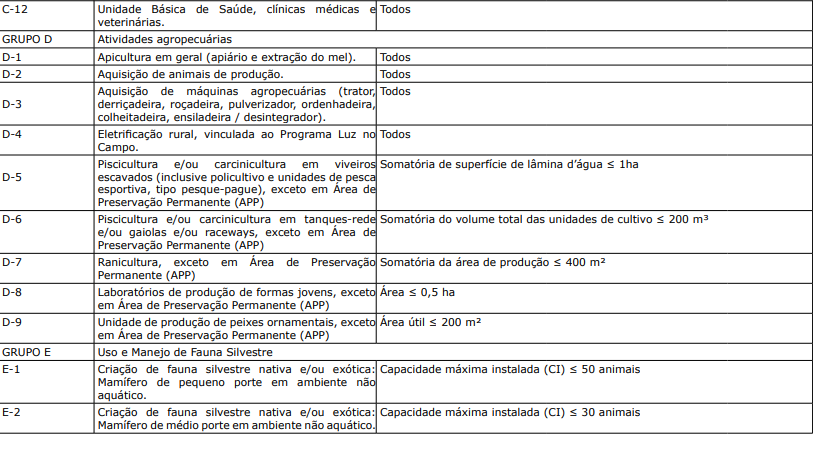 C-12
Unidade Básica de Saúde, clínicas médicas e
veterinárias.
Todos
GRUPO D
Atividades agropecuárias
D-1
Apicultura em geral (apiário e extração do mel).
Todos
D-2
Aquisição de animais de produção.
Todos
D-3
Aquisição de máquinas agropecuárias (trator,
derriçadeira, roçadeira, pulverizador, ordenhadeira,
colheitadeira, ensiladeira / desintegrador).
Todos
D-4
Eletrificação rural, vinculada ao Programa Luz no
Campo.
Todos
D-5
Piscicultura e/ou carcinicultura em viveiros
escavados (inclusive policultivo e unidades de pesca
esportiva, tipo pesque-pague), exceto em Área de
Preservação Permanente (APP)
Somatória de superfície de lâmina d’água ≤ 1ha
D-6
Piscicultura e/ou carcinicultura em tanques-rede
e/ou gaiolas e/ou raceways, exceto em Área de
Preservação Permanente (APP)
Somatória do volume total das unidades de cultivo ≤ 200 m³
D-7
Ranicultura, exceto em Área de Preservação
Permanente (APP)
Somatória da área de produção ≤ 400 m²
D-8
Laboratórios de produção de formas jovens, exceto
em Área de Preservação Permanente (APP)
Área ≤ 0,5 ha
D-9
Unidade de produção de peixes ornamentais, exceto
em Área de Preservação Permanente (APP)
Área útil ≤ 200 m²
GRUPO E
Uso e Manejo de Fauna Silvestre
E-1
Criação de fauna silvestre nativa e/ou exótica:
Mamífero de pequeno porte em ambiente não
aquático.
Capacidade máxima instalada (CI) ≤ 50 animais
E-2
Criação de fauna silvestre nativa e/ou exótica:
Mamífero de médio porte em ambiente não aquático.
Capacidade máxima instalada (CI) ≤ 30 animais